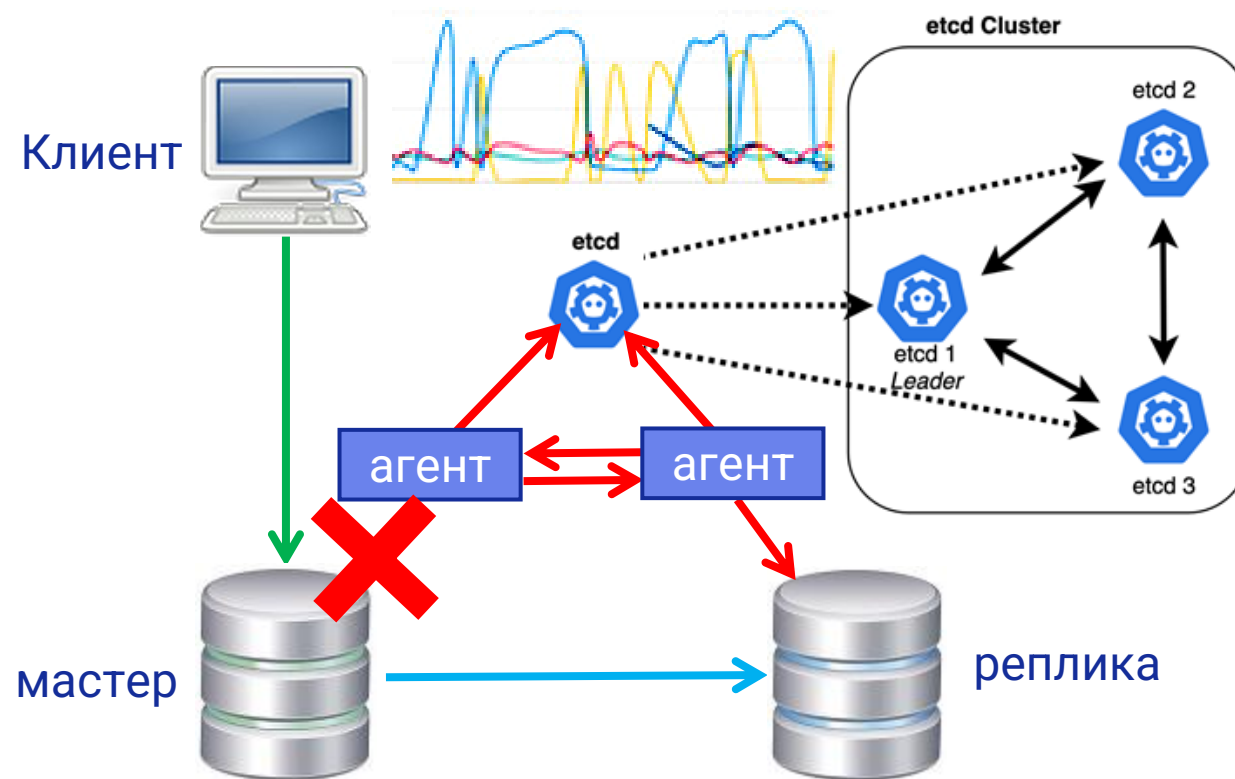 etcd Cluster
Клиент
etcd 2
etcd
etcd 1
Leader
агент
агент
etcd 3
мастер
реплика